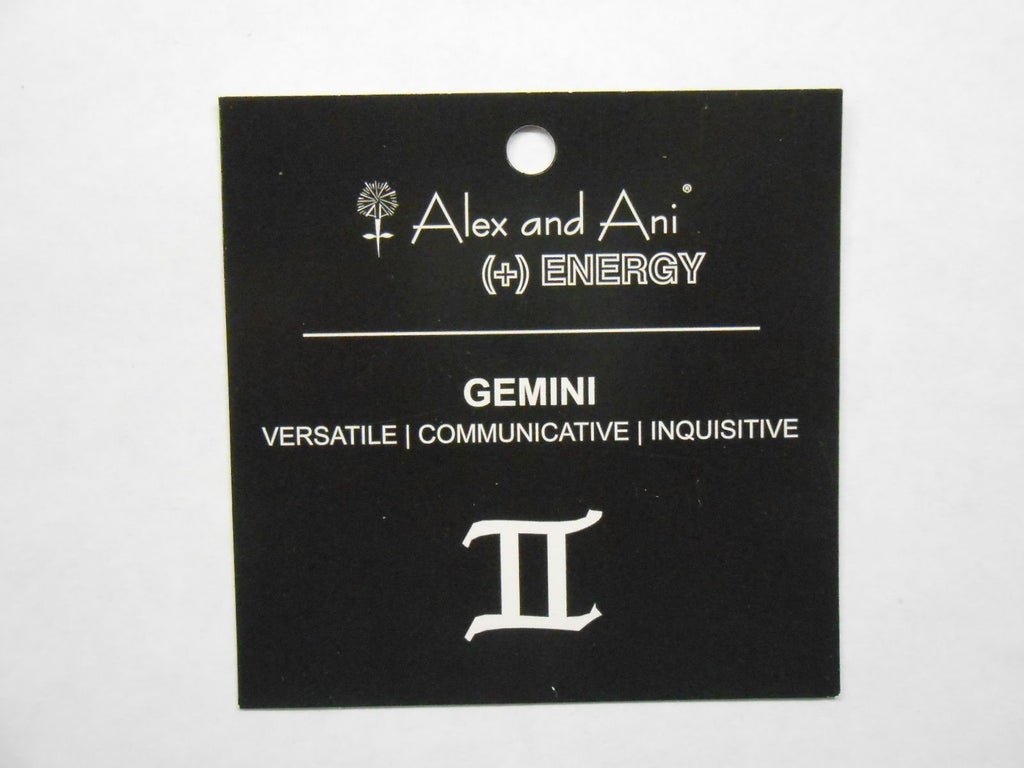 Alex and Ani®
(+) ENERGY
GEMINI
VERSATILE | COMMUNICATIVE | INQUISITIVE